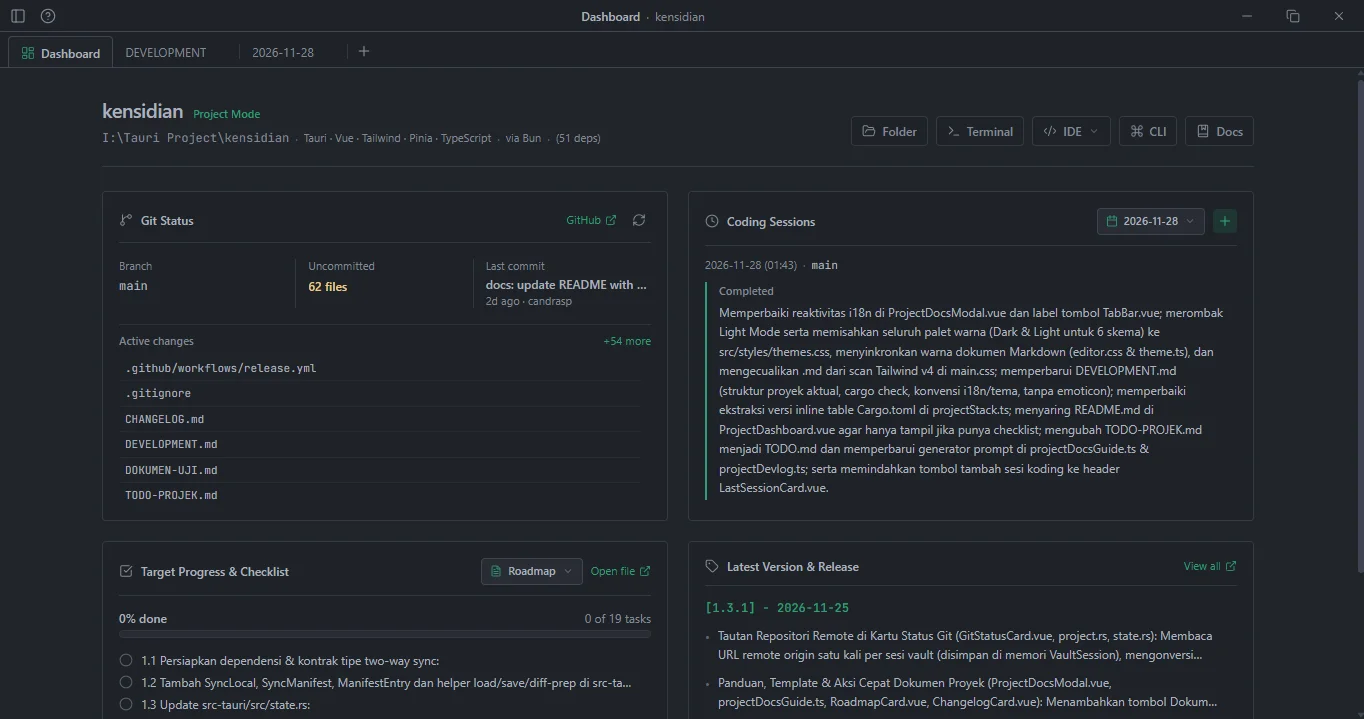 Dashboard · kensidian
Dashboard
DEVELOPMENT
2026-11-28
kensidian Project Mode
I:\Tauri Project\kensidian · Tauri · Vue · Tailwind · Pinia · TypeScript · via Bun · (51 deps)
Folder
Terminal
IDE
CLI
Docs
Git Status
GitHub
Branch
main
Uncommitted
62 files
Last commit
docs: update README with ...
2d ago · candrasp
Active changes
+54 more
.github/workflows/release.yml
.gitignore
CHANGELOG.md
DEVELOPMENT.md
DOKUMEN-UJI.md
TODO-PROJEK.md
Coding Sessions
2026-11-28
2026-11-28 (01:43) · main
Completed
Memperbaiki reaktivitas i18n di ProjectDocsModal.vue dan label tombol TabBar.vue; merombak
Light Mode serta memisahkan seluruh palet warna (Dark & Light untuk 6 skema) ke
src/styles/themes.css, menyinkronkan warna dokumen Markdown (editor.css & theme.ts), dan
mengecualikan .md dari scan Tailwind v4 di main.css; memperbarui DEVELOPMENT.md
(struktur proyek aktual, cargo check, konvensi i18n/tema, tanpa emoticon); memperbaiki
ekstraksi versi inline table Cargo.toml di projectStack.ts; menyaring README.md di
ProjectDashboard.vue agar hanya tampil jika punya checklist; mengubah TODO-PROJEK.md
menjadi TODO.md dan memperbarui generator prompt di projectDocsGuide.ts &
projectDevlog.ts; serta memindahkan tombol tambah sesi koding ke header
LastSessionCard.vue.
Target Progress & Checklist
Roadmap
Open file
0% done
0 of 19 tasks
1.1 Persiapkan dependensi & kontrak tipe two-way sync:
1.2 Tambah SyncLocal, SyncManifest, ManifestEntry dan helper load/save/diff-prep di src-ta...
1.3 Update src-tauri/src/state.rs:
Latest Version & Release
View all
[1.3.1] - 2026-11-25
• Tautan Repositori Remote di Kartu Status Git (GitStatusCard.vue, project.rs, state.rs): Membaca
URL remote origin satu kali per sesi vault (disimpan di memori VaultSession), mengonversi...
• Panduan, Template & Aksi Cepat Dokumen Proyek (ProjectDocsModal.vue,
projectDocsGuide.ts, RoadmapCard.vue, ChangelogCard.vue): Menambahkan tombol Dokum...